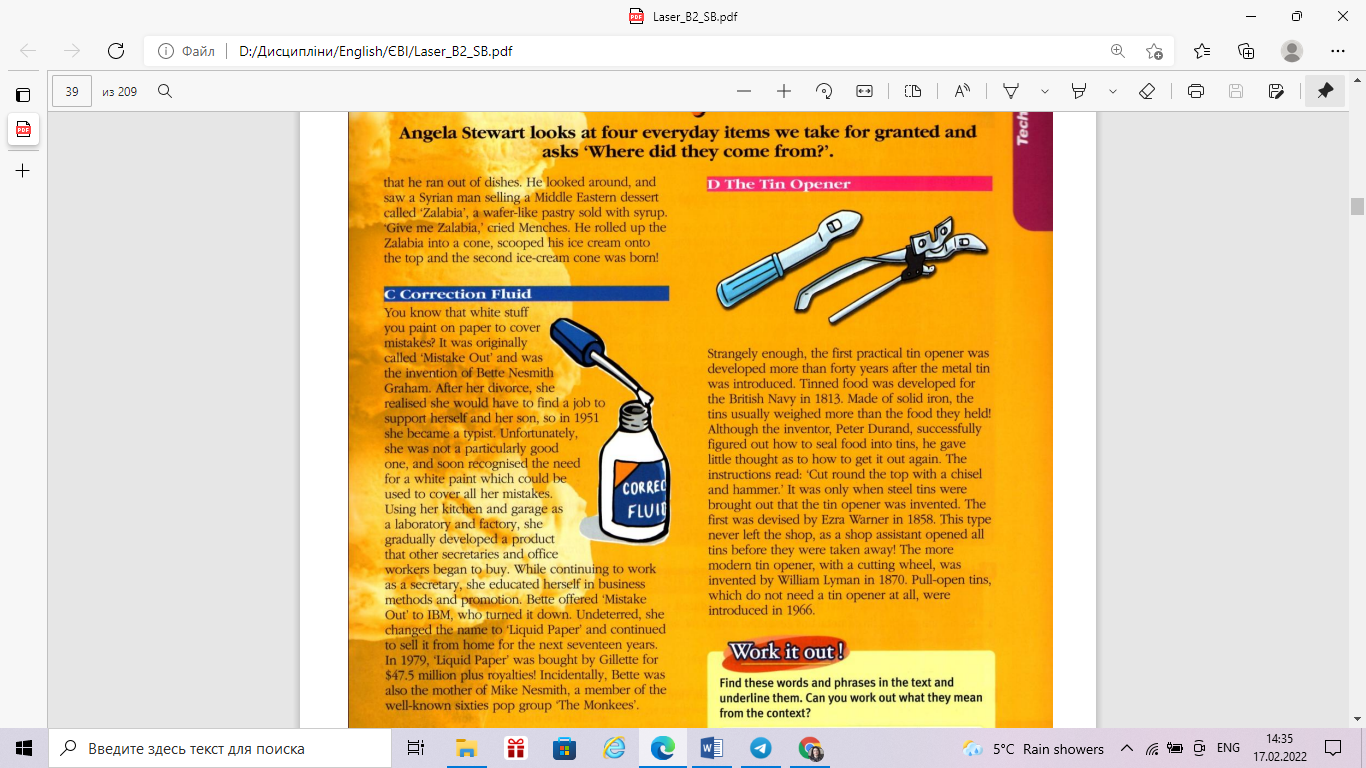 Laser_B2_SB.pdf
Файл
D:/Дисципліни/English/ЄВІ/Laser_B2_SB.pdf
39
из 209
Angela Stewart looks at four everyday items we take for granted and
asks ‘Where did they come from?’.
Tech
that he ran out of dishes. He looked around, and
saw a Syrian man selling a Middle Eastern dessert
called ‘Zalabia’, a wafer-like pastry sold with syrup.
‘Give me Zalabia,’ cried Menches. He rolled up the
Zalabia into a cone, scooped his ice cream onto
the top and the second ice-cream cone was born!
C Correction Fluid
You know that white stuff
you paint on paper to cover
mistakes? It was originally
called ‘Mistake Out’ and was
the invention of Bette Nesmith
Graham. After her divorce, she
realised she would have to find a job to
support herself and her son, so in 1951
she became a typist. Unfortunately,
she was not a particularly good
one, and soon recognised the need
for a white paint which could be
used to cover all her mistakes.
Using her kitchen and garage as
a laboratory and factory, she
gradually developed a product
that other secretaries and office
workers began to buy. While continuing to work
as a secretary, she educated herself in business
methods and promotion. Bette offered ‘Mistake
Out’ to IBM, who turned it down. Undeterred, she
changed the name to ‘Liquid Paper’ and continued
to sell it from home for the next seventeen years.
In 1979, ‘Liquid Paper’ was bought by Gillette for
$47.5 million plus royalties! Incidentally, Bette was
also the mother of Mike Nesmith, a member of the
well-known sixties pop group ‘The Monkees’.
CORREC
FLUID
D The Tin Opener
Strangely enough, the first practical tin opener was
developed more than forty years after the metal tin
was introduced. Tinned food was developed for
the British Navy in 1813. Made of solid iron, the
tins usually weighed more than the food they held!
Although the inventor, Peter Durand, successfully
figured out how to seal food into tins, he gave
little thought as to how to get it out again. The
instructions read: ‘Cut round the top with a chisel
and hammer.’ It was only when steel tins were
brought out that the tin opener was invented. The
first was devised by Ezra Warner in 1858. This type
never left the shop, as a shop assistant opened all
tins before they were taken away! The more
modern tin opener, with a cutting wheel, was
invented by William Lyman in 1870. Pull-open tins,
which do not need a tin opener at all, were
introduced in 1966.
Work it out!
Find these words and phrases in the text and
underline them. Can you work out what they mean
from the context?
Введите здесь текст для поиска
5°C Rain showers
ENG
14:35
17.02.2022